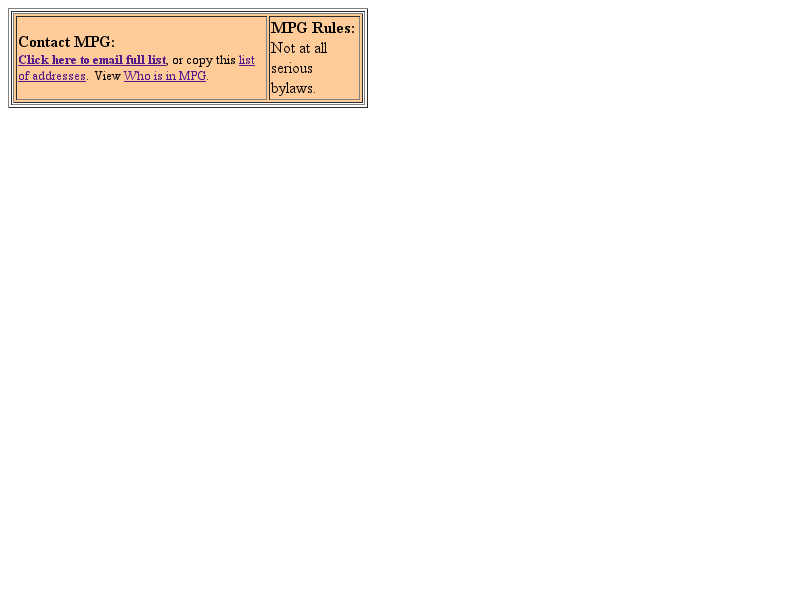 Contact MPG:
Click here to email full list, or copy this list
of addresses.  View Who is in MPG.
MPG Rules:
Not at all
serious
bylaws.